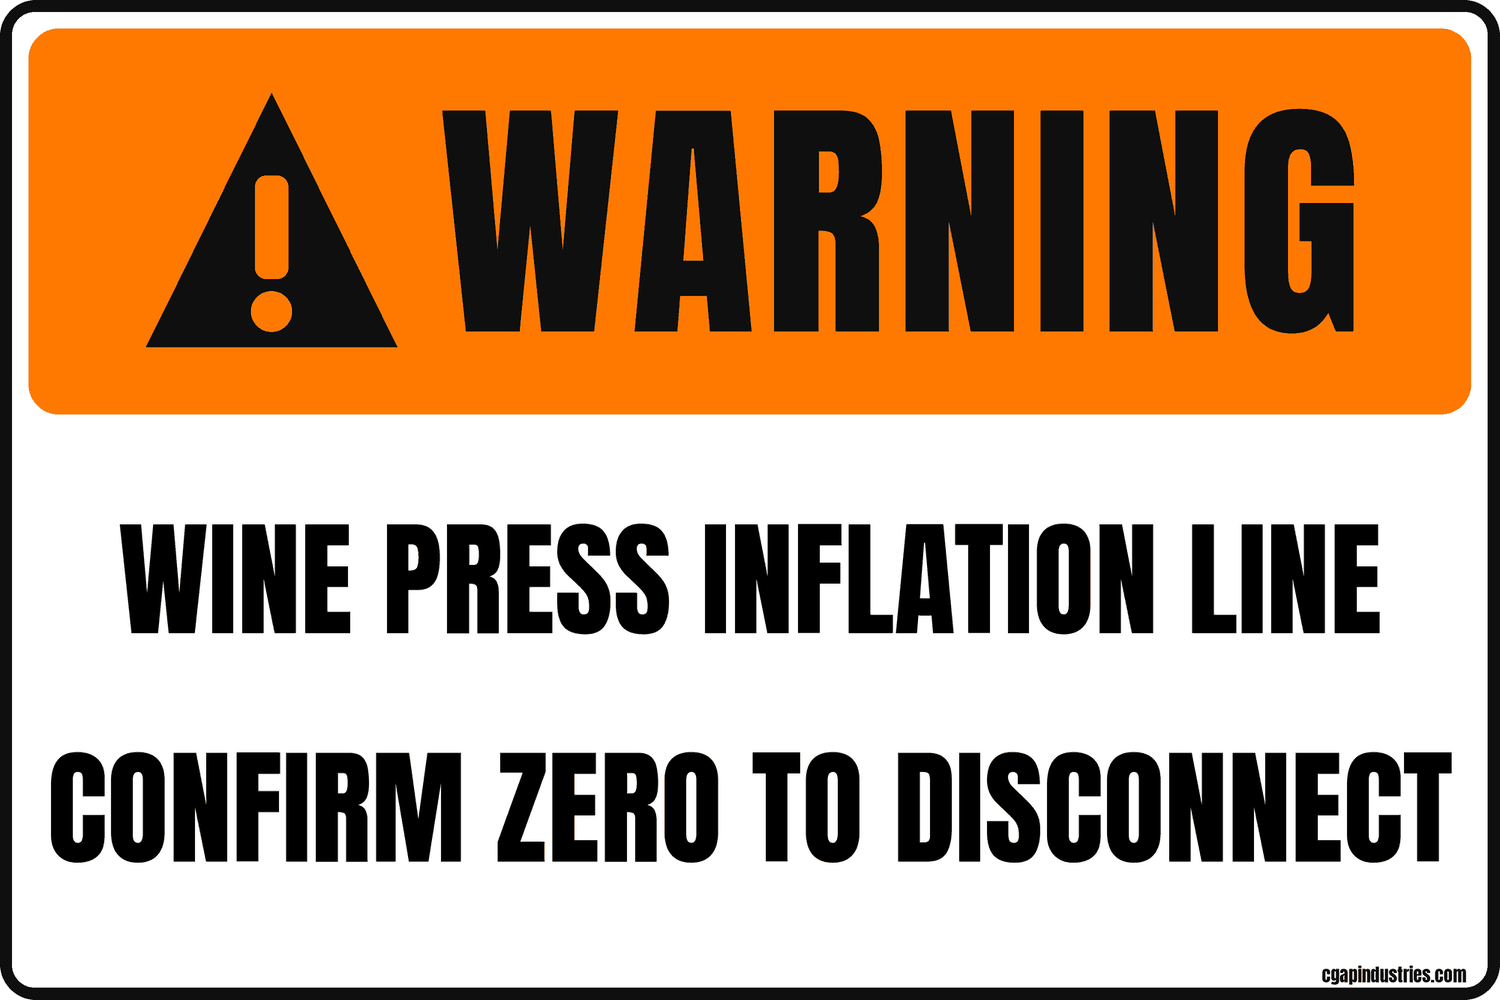 WARNING
WINE PRESS INFLATION LINE
CONFIRM ZERO TO DISCONNECT
cgapindustries.com